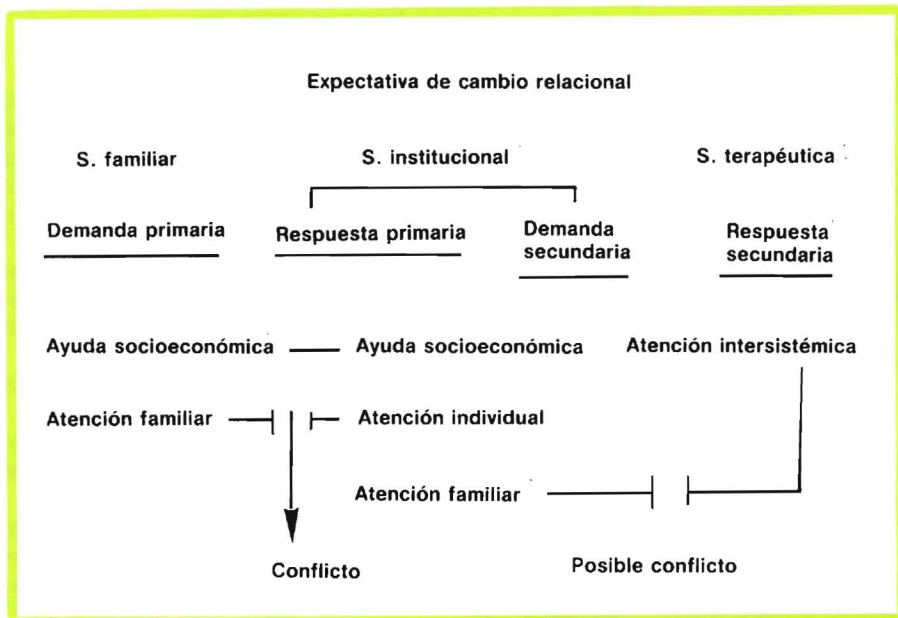 Expectativa de cambio relacional
S. familiar S. institucional S. terapéutica
Demanda primaria Respuesta primaria Demanda secundaria Respuesta secundaria
Ayuda socioeconómica Ayuda socioeconómica Atención intersistémica
Atención familiar Atención individual
Atención familiar
Conflicto Posible conflicto